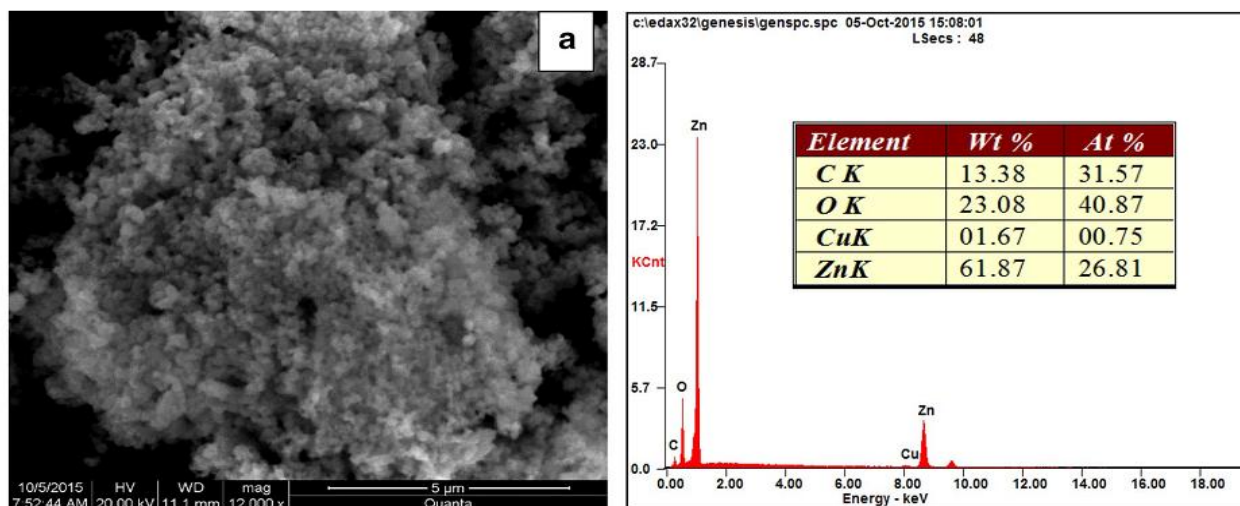 a
10/5/2015 HV WD mag 5 µm
7:52:44 AM 20.00 kV 11.1 mm 12 000 x Quanta
c:\edax32\genesis\genspc.spc 05-Oct-2015 15:08:01
LSecs : 48
28.7
23.0
17.2
KCnt
11.5
5.7
0.0
Zn
O
C
Cu
Zn
Element Wt % At %
C K 13.38 31.57
O K 23.08 40.87
CuK 01.67 00.75
ZnK 61.87 26.81
0.00 2.00 4.00 6.00 8.00 10.00 12.00 14.00 16.00 18.00
Energy - keV